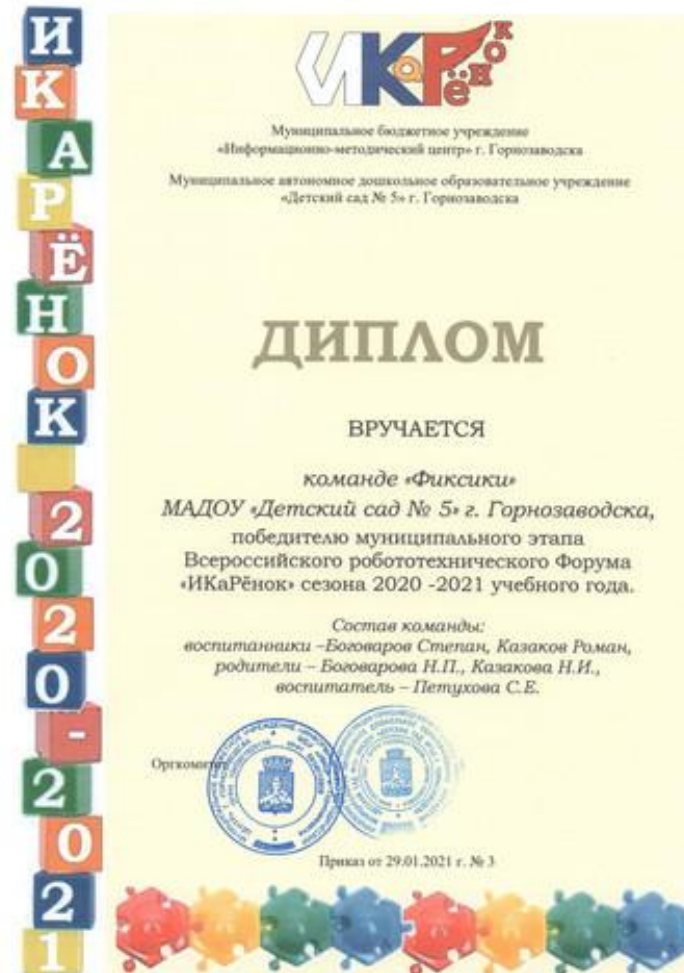 ИКАРЁНОК 2020-2021
ИКаРёнок
Муниципальное бюджетное учреждение
«Информационно-методический центр» г. Горнозаводска
Муниципальное автономное дошкольное образовательное учреждение
«Детский сад № 5» г. Горнозаводска
ДИПЛОМ
ВРУЧАЕТСЯ
команде «Фиксики»
МАДОУ «Детский сад № 5» г. Горнозаводска,
победителю муниципального этапа
Всероссийского робототехнического Форума
«ИКаРёнок» сезона 2020 -2021 учебного года.
Состав команды:
воспитанники –Боговаров Степан, Казаков Роман,
родители – Боговарова Н.П., Казакова Н.И.,
воспитатель – Петухова С.Е.
Оргкомитет
Приказ от 29.01.2021 г. № 3